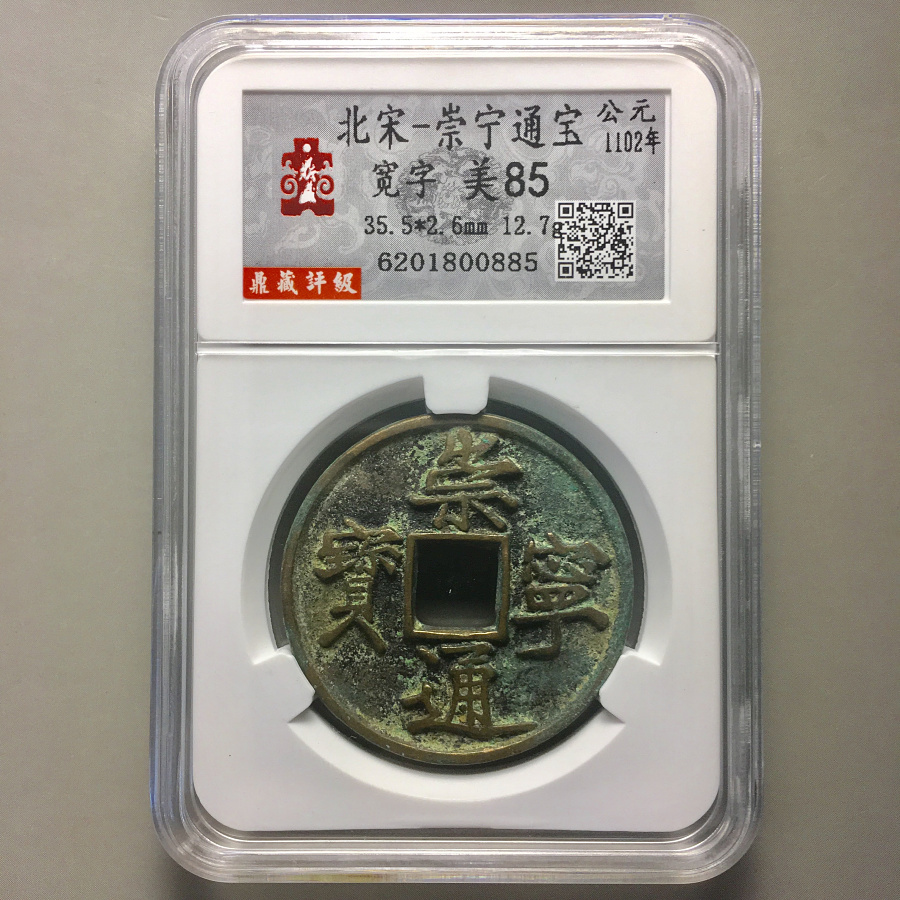 北宋-崇宁通宝 公元1102年
宽字 美85
35.5*2.6mm 12.7g
6201800885
鼎藏評級
崇寧通寳